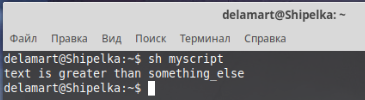 delamart@Shipelka: ~
Файл Правка Вид Поиск Терминал Справка
delamart@Shipelka:~$ sh myscript
text is greater than something_else
delamart@Shipelka:~$